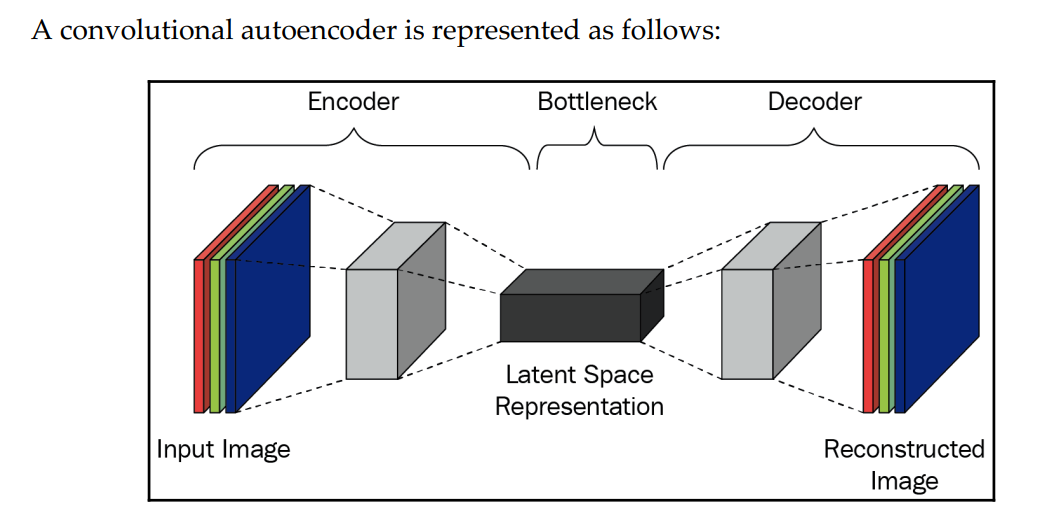 A convolutional autoencoder is represented as follows:
Encoder
Bottleneck
Decoder
Latent Space
Representation
Input Image
Reconstructed
Image